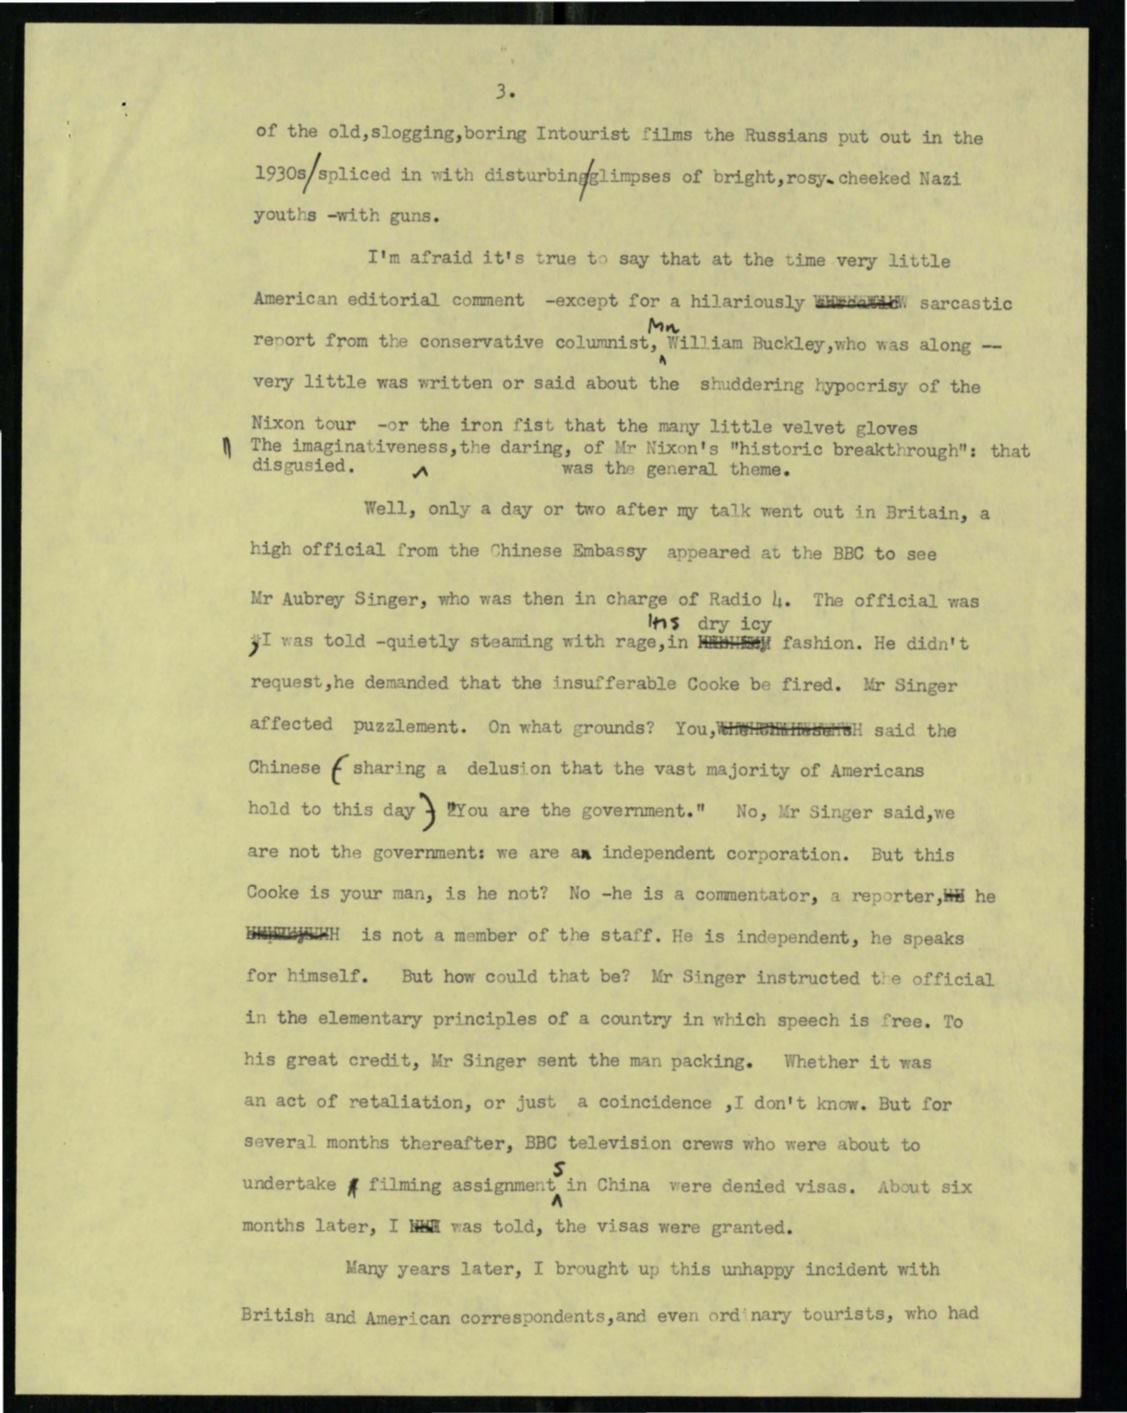 3.
of the old,slogging,boring Intourist films the Russians put out in the
1930s/spliced in with disturbing/glimpses of bright,rosy-cheeked Nazi
youths -with guns.
I'm afraid it's true to say that at the time very little
American editorial comment -except for a hilariously sarcastic
report from the conservative columnist, Mr William Buckley,who was along --
very little was written or said about the shuddering hypocrisy of the
Nixon tour -or the iron fist that the many little velvet gloves
The imaginativeness,the daring, of Mr Nixon's "historic breakthrough": that
disgusied. was the general theme.
Well, only a day or two after my talk went out in Britain, a
high official from the Chinese Embassy appeared at the BBC to see
Mr Aubrey Singer, who was then in charge of Radio 4. The official was
his dry icy
,I was told -quietly steaming with rage,in fashion. He didn't
request,he demanded that the insufferable Cooke be fired. Mr Singer
affected puzzlement. On what grounds? You, said the
Chinese (sharing a delusion that the vast majority of Americans
hold to this day) "You are the government." No, Mr Singer said,we
are not the government: we are an independent corporation. But this
Cooke is your man, is he not? No -he is a commentator, a reporter, he
is not a member of the staff. He is independent, he speaks
for himself. But how could that be? Mr Singer instructed the official
in the elementary principles of a country in which speech is free. To
his great credit, Mr Singer sent the man packing. Whether it was
an act of retaliation, or just a coincidence ,I don't know. But for
several months thereafter, BBC television crews who were about to
undertake filming assignments in China were denied visas. About six
months later, I was told, the visas were granted.
Many years later, I brought up this unhappy incident with
British and American correspondents,and even ordinary tourists, who had